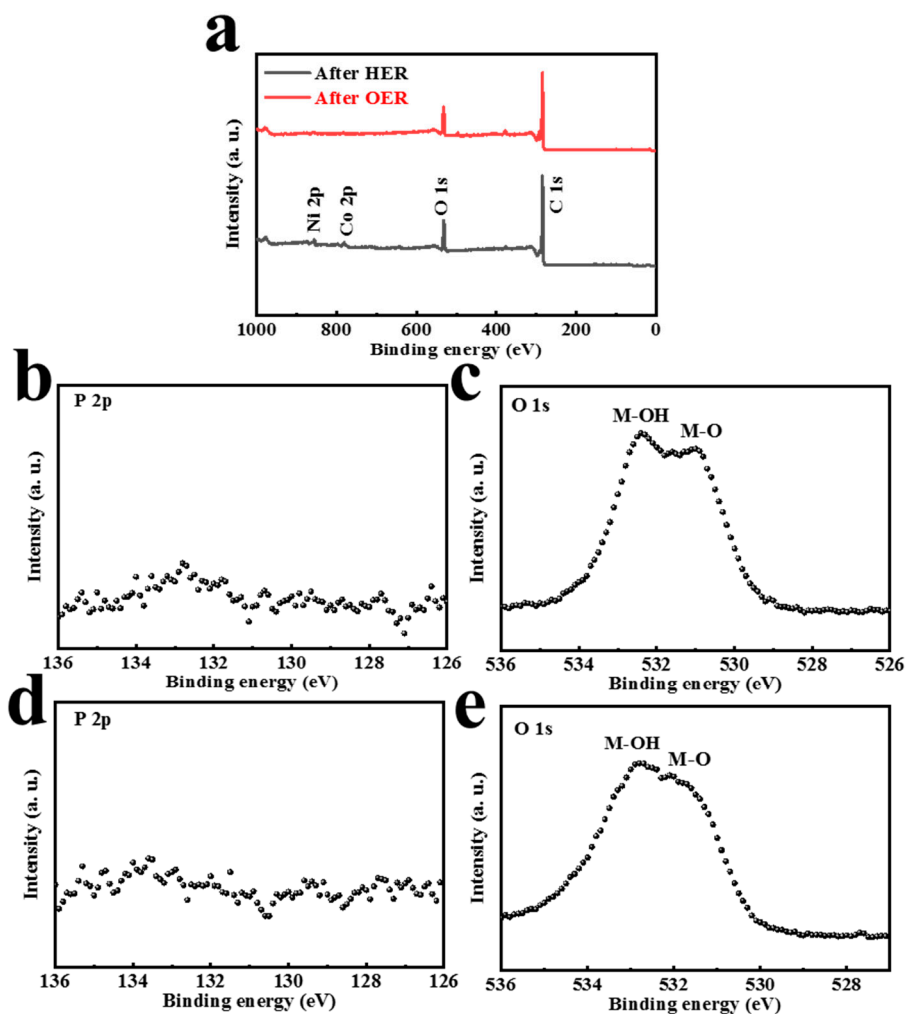 a
After HER
After OER
Ni 2p
Co 2p
O 1s
C 1s
Intensity (a. u.)
1000 800 600 400 200 0
Binding energy (eV)
b
P 2p
Intensity (a. u.)
136 134 132 130 128 126
Binding energy (eV)
c
O 1s
M-OH
M-O
Intensity (a. u.)
536 534 532 530 528 526
Binding energy (eV)
d
P 2p
Intensity (a. u.)
136 134 132 130 128 126
Binding energy (eV)
e
O 1s
M-OH
M-O
Intensity (a. u.)
536 534 532 530 528
Binding energy (eV)